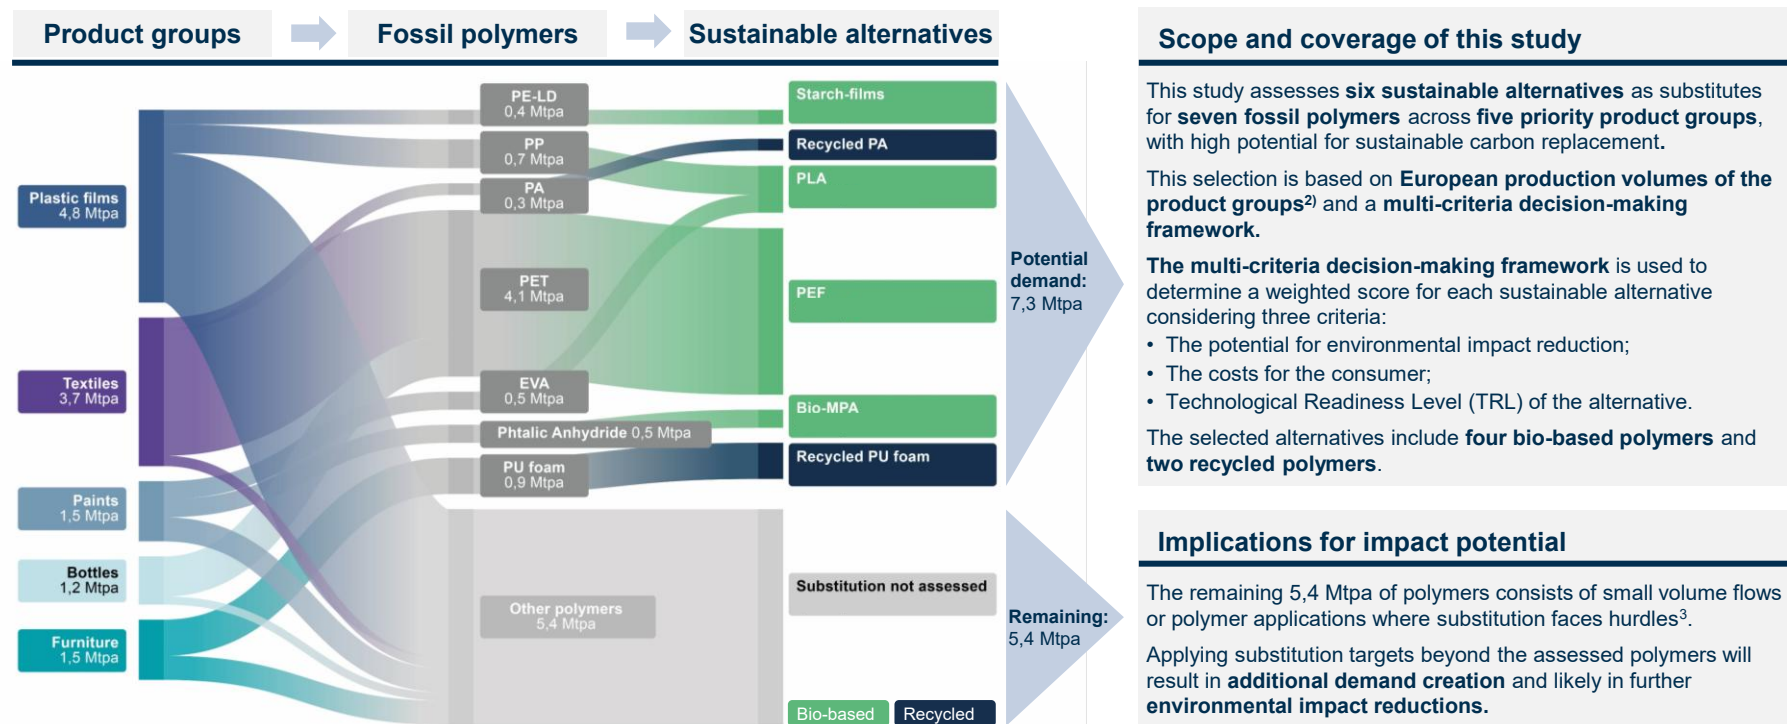 Product groups
Fossil polymers
Sustainable alternatives
Plastic films
4,8 Mtpa
Textiles
3,7 Mtpa
Paints
1,5 Mtpa
Bottles
1,2 Mtpa
Furniture
1,5 Mtpa
PE-LD
0,4 Mtpa
PP
0,7 Mtpa
PA
0,3 Mtpa
PET
4,1 Mtpa
EVA
0,5 Mtpa
Phtalic Anhydride 0,5 Mtpa
PU foam
0,9 Mtpa
Other polymers
5,4 Mtpa
Starch-films
Recycled PA
PLA
PEF
Bio-MPA
Recycled PU foam
Substitution not assessed
Bio-based
Recycled
Potential
demand:
7,3 Mtpa
Remaining:
5,4 Mtpa
Scope and coverage of this study
This study assesses six sustainable alternatives as substitutes
for seven fossil polymers across five priority product groups,
with high potential for sustainable carbon replacement.
This selection is based on European production volumes of the
product groups²⁾ and a multi-criteria decision-making
framework.
The multi-criteria decision-making framework is used to
determine a weighted score for each sustainable alternative
considering three criteria:
• The potential for environmental impact reduction;
• The costs for the consumer;
• Technological Readiness Level (TRL) of the alternative.
The selected alternatives include four bio-based polymers and
two recycled polymers.
Implications for impact potential
The remaining 5,4 Mtpa of polymers consists of small volume flows
or polymer applications where substitution faces hurdles³.
Applying substitution targets beyond the assessed polymers will
result in additional demand creation and likely in further
environmental impact reductions.